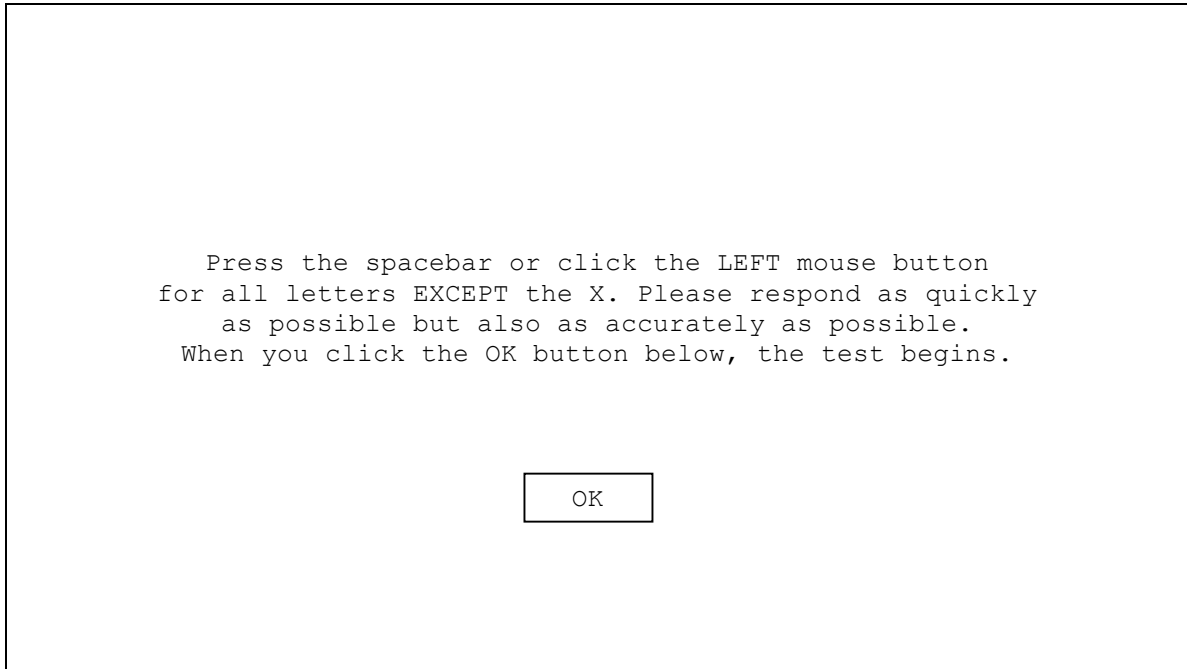 Press the spacebar or click the LEFT mouse button
for all letters EXCEPT the X. Please respond as quickly
as possible but also as accurately as possible.
When you click the OK button below, the test begins.
OK